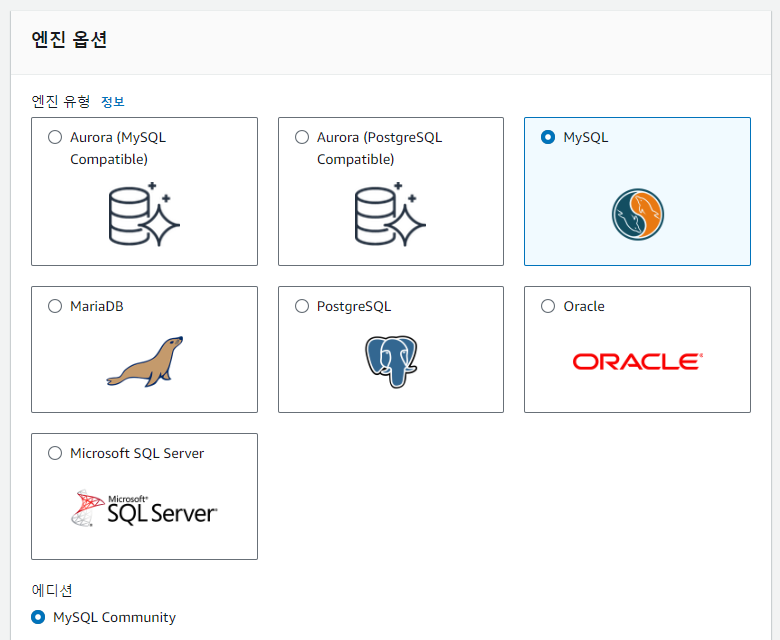 엔진 옵션
엔진 유형 정보
Aurora (MySQL
Compatible)
Aurora (PostgreSQL
Compatible)
MySQL
MariaDB
PostgreSQL
Oracle
ORACLE®
Microsoft SQL Server
Microsoft®
SQL Server®
에디션
MySQL Community